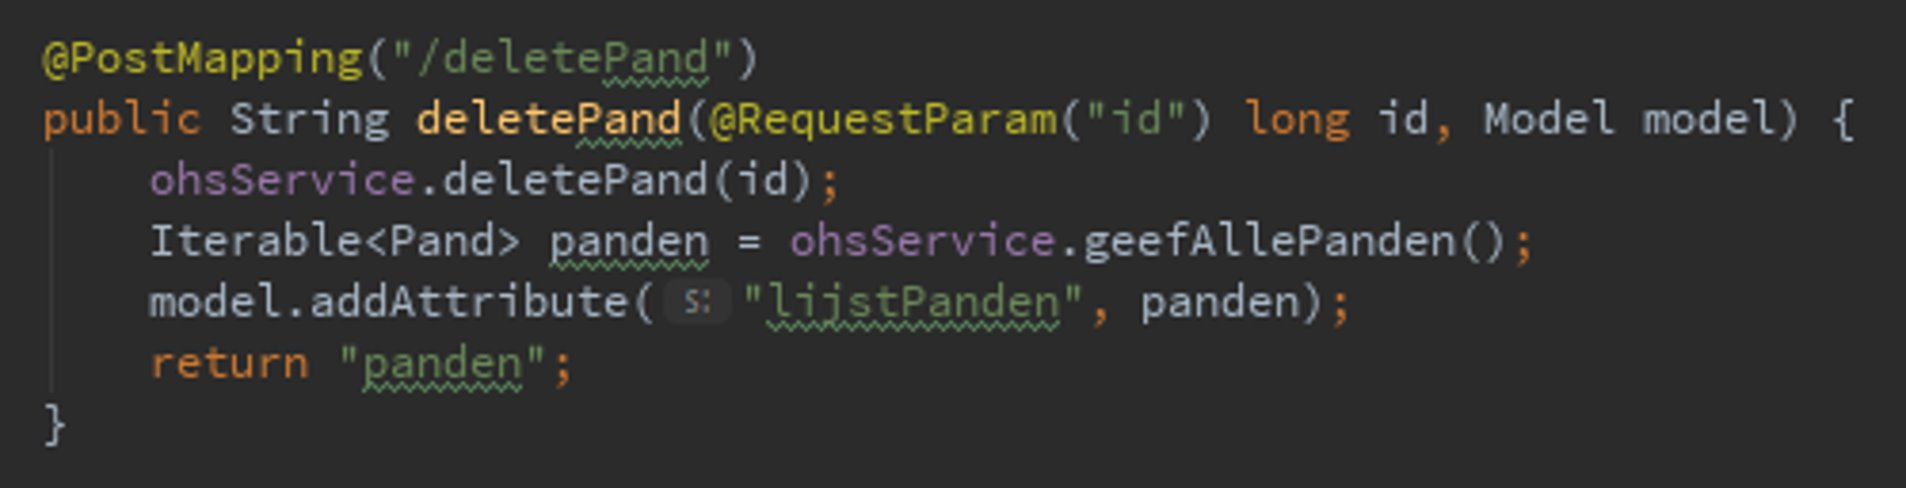 @PostMapping("/deletePand")
public String deletePand(@RequestParam("id") long id, Model model) {
    ohsService.deletePand(id);
    Iterable<Pand> panden = ohsService.geefAllePanden();
    model.addAttribute( s: "lijstPanden", panden);
    return "panden";
}